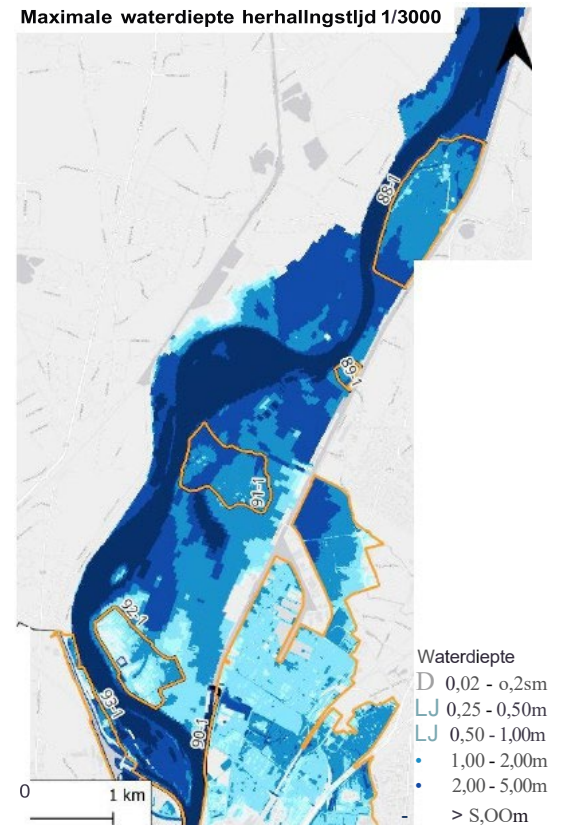 Maximale waterdiepte herhallngstljd 1/3000
88-1
89-1
91-1
92-1
93-1
90-1
Waterdiepte
D 0,02 - o,2sm
LJ 0,25 - 0,50m
LJ 0,50 - 1,00m
• 1,00 - 2,00m
• 2,00 - 5,00m
- > S,OOm
0
1 km